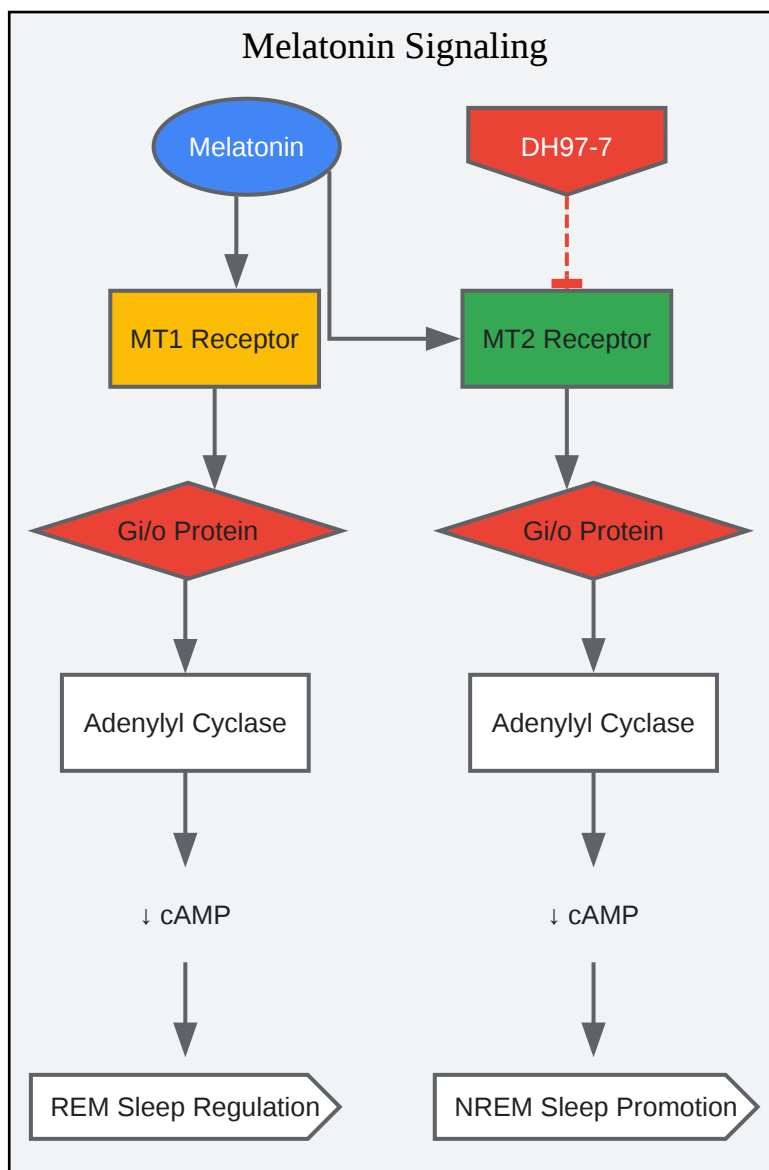 Melatonin Signaling
Melatonin
DH97-7
MT1 Receptor
MT2 Receptor
Gi/o Protein
Gi/o Protein
Adenylyl Cyclase
Adenylyl Cyclase
↓ cAMP
↓ cAMP
REM Sleep Regulation
NREM Sleep Promotion